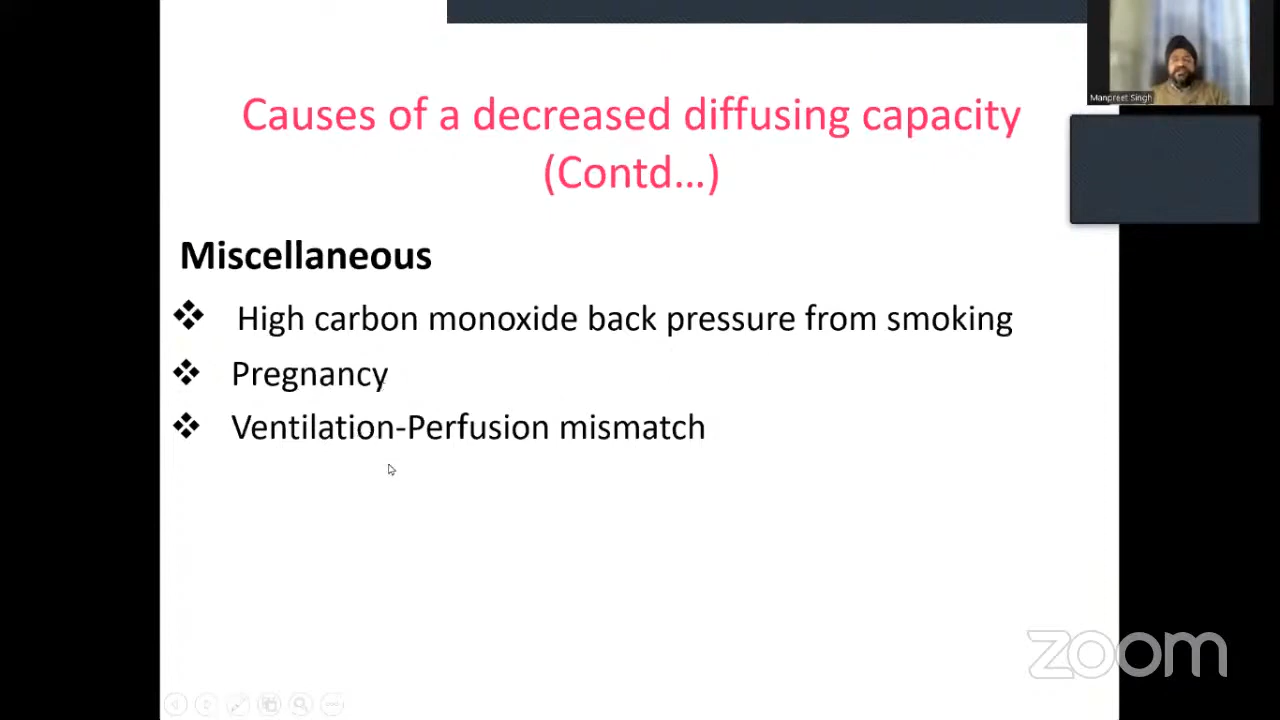 Manpreet Singh
Causes of a decreased diffusing capacity
(Contd...)
Miscellaneous
❖ High carbon monoxide back pressure from smoking
❖ Pregnancy
❖ Ventilation-Perfusion mismatch
zoom